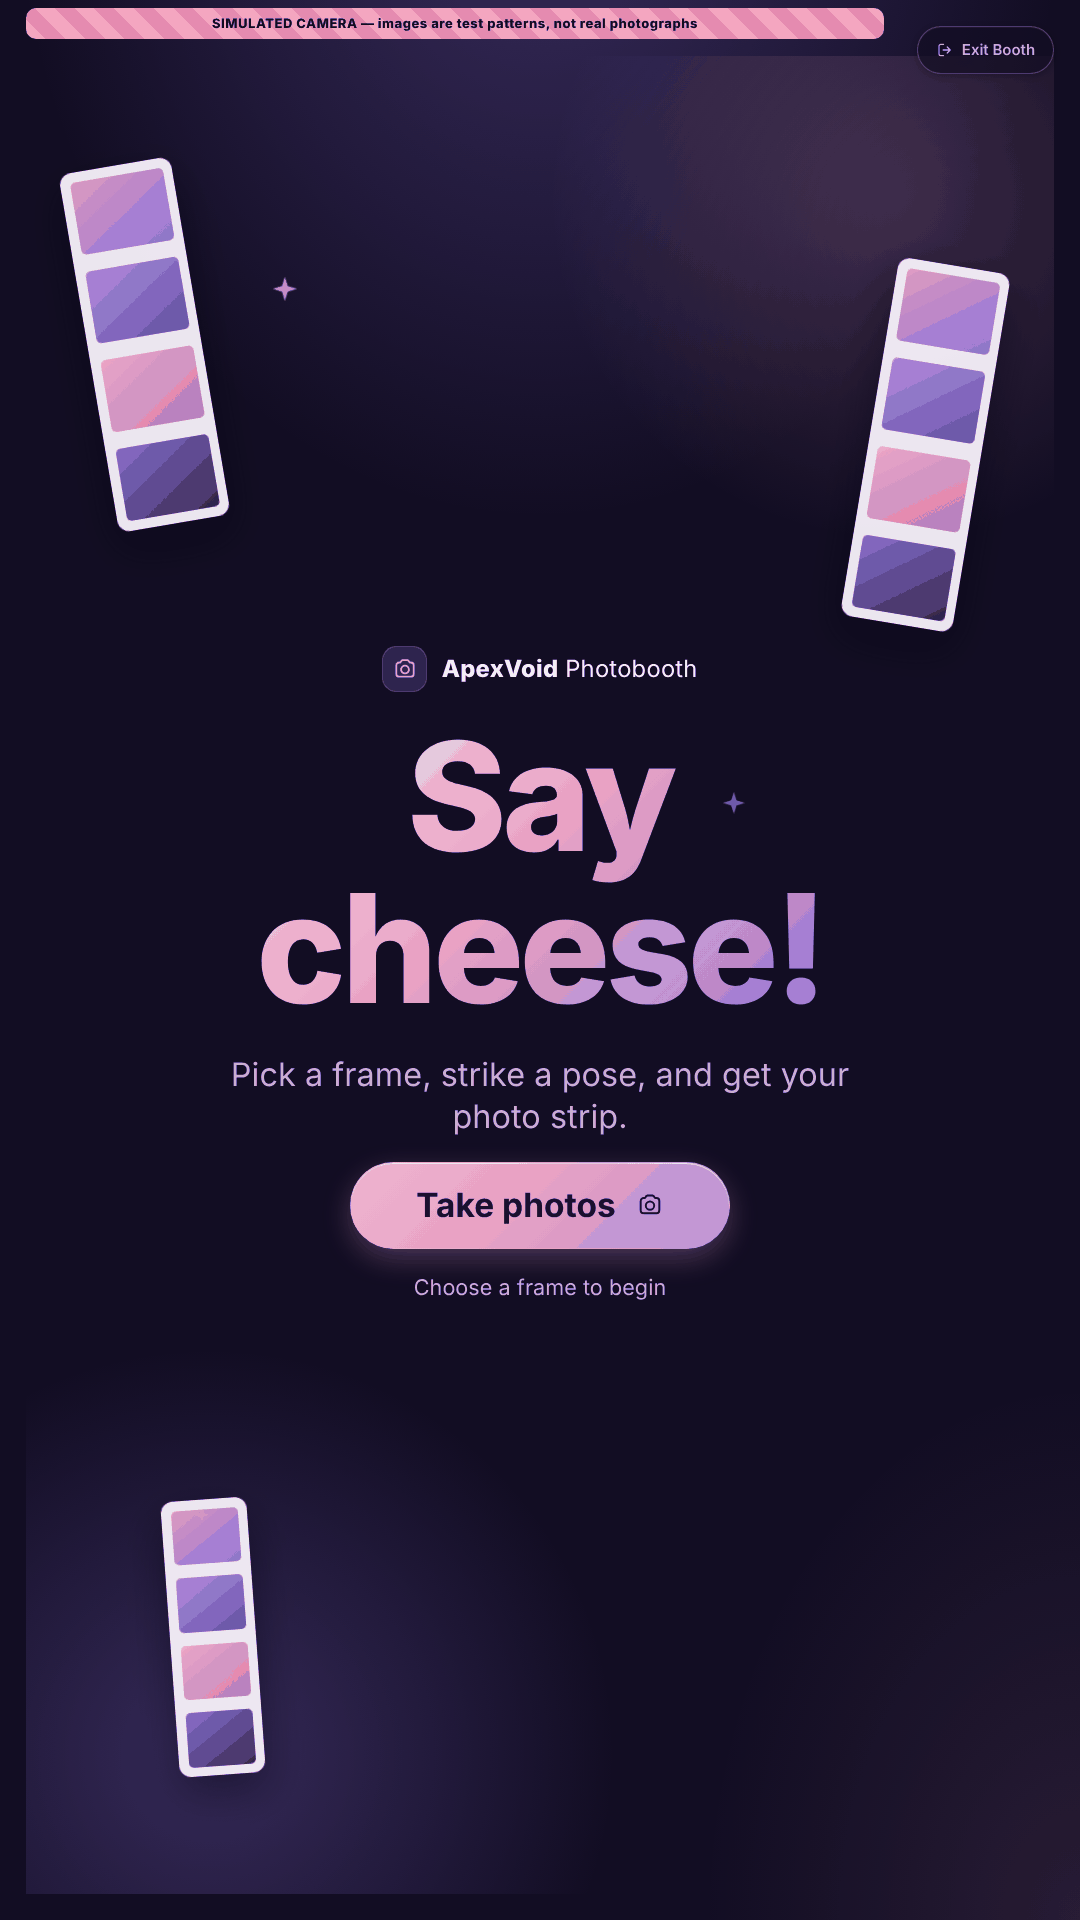 SIMULATED CAMERA — images are test patterns, not real photographs
Exit Booth
ApexVoid Photobooth
Say
cheese!
Pick a frame, strike a pose, and get your
photo strip.
Take photos
Choose a frame to begin